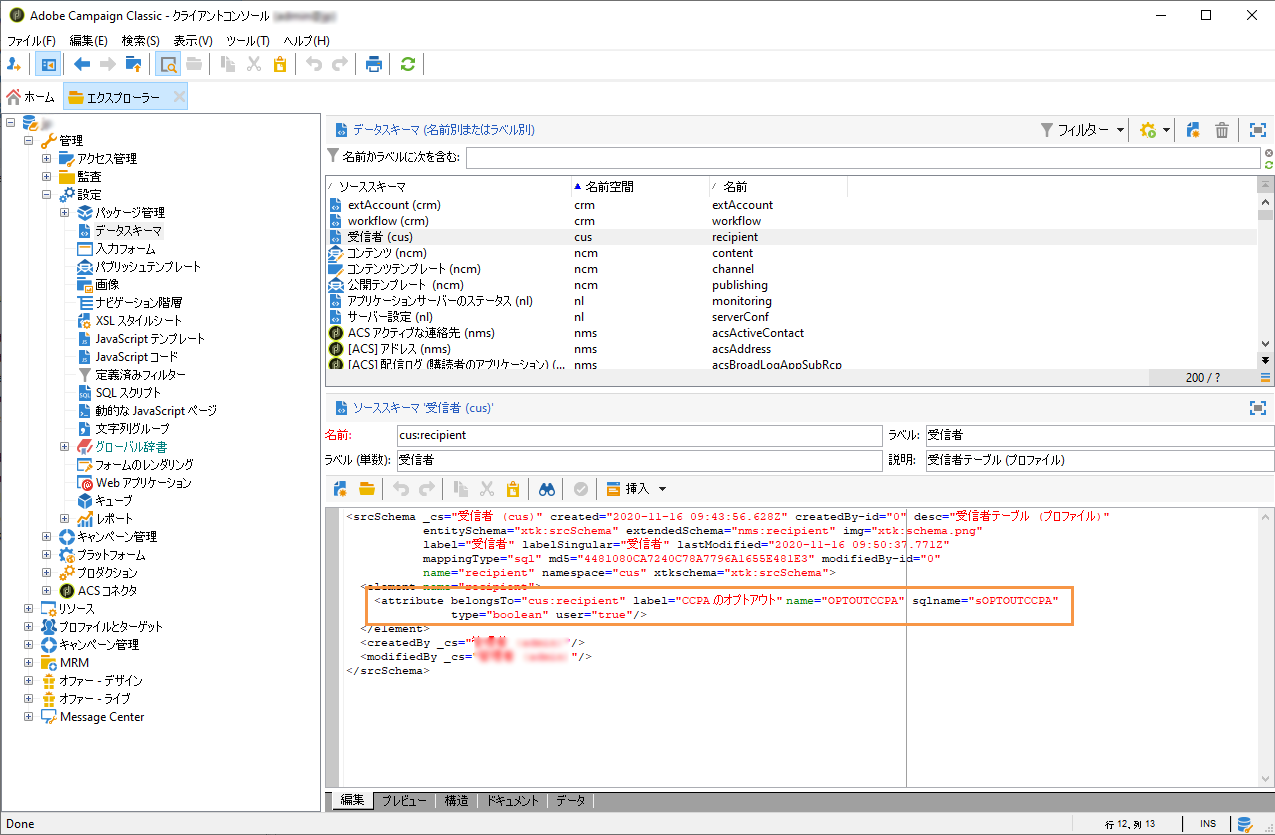 Adobe Campaign Classic - クライアントコンソール
ファイル(F) 編集(E) 検索(S) 表示(V) ツール(T) ヘルプ(H)
ホーム エクスプローラー
管理
アクセス管理
監査
設定
パッケージ管理
データスキーマ
入力フォーム
パブリッシュテンプレート
画像
ナビゲーション階層
XSL スタイルシート
JavaScript テンプレート
JavaScript コード
定義済みフィルター
SQL スクリプト
動的な JavaScript ページ
文字列グループ
グローバル辞書
フォームのレンダリング
Web アプリケーション
キューブ
レポート
キャンペーン管理
プラットフォーム
プロダクション
ACS コネクタ
リソース
プロファイルとターゲット
キャンペーン管理
MRM
オファー - デザイン
オファー - ライブ
Message Center
データスキーマ (名前別またはラベル別) フィルター
名前かラベルに次を含む:
ソーススキーマ 名前空間 名前
extAccount (crm) crm extAccount
workflow (crm) crm workflow
受信者 (cus) cus recipient
コンテンツ (ncm) ncm content
コンテンツテンプレート (ncm) ncm channel
公開テンプレート (ncm) ncm publishing
アプリケーションサーバーのステータス (nl) nl monitoring
サーバー設定 (nl) nl serverConf
ACS アクティブな連絡先 (nms) nms acsActiveContact
[ACS] アドレス (nms) nms acsAddress
[ACS] 配信ログ (購読者のアプリケーション) (... nms acsBroadLogAppSubRcp
200 / ?
ソーススキーマ '受信者 (cus)'
名前: cus:recipient ラベル: 受信者
ラベル (単数): 受信者 説明: 受信者テーブル (プロファイル)
挿入
<srcSchema _cs="受信者 (cus)" created="2020-11-16 09:43:56.628Z" createdBy-id="0" desc="受信者テーブル (プロファイル)"
entitySchema="xtk:srcSchema" extendedSchema="nms:recipient" img="xtk:schema.png"
label="受信者" labelSingular="受信者" lastModified="2020-11-16 09:50:37.771Z"
mappingType="sql" md5="4481080CA7240C78A7796A1655E481E3" modifiedBy-id="0"
name="recipient" namespace="cus" xtkschema="xtk:srcSchema">
<element name="recipient">
<attribute belongsTo="cus:recipient" label="CCPA のオプトアウト" name="OPTOUTCCPA" sqlname="sOPTOUTCCPA"
type="boolean" user="true"/>
</element>
<createdBy _cs="管理者 (admin)"/>
<modifiedBy _cs="管理者 (admin)"/>
</srcSchema>
編集 プレビュー 構造 ドキュメント データ
Done 行 12, 列 13 INS